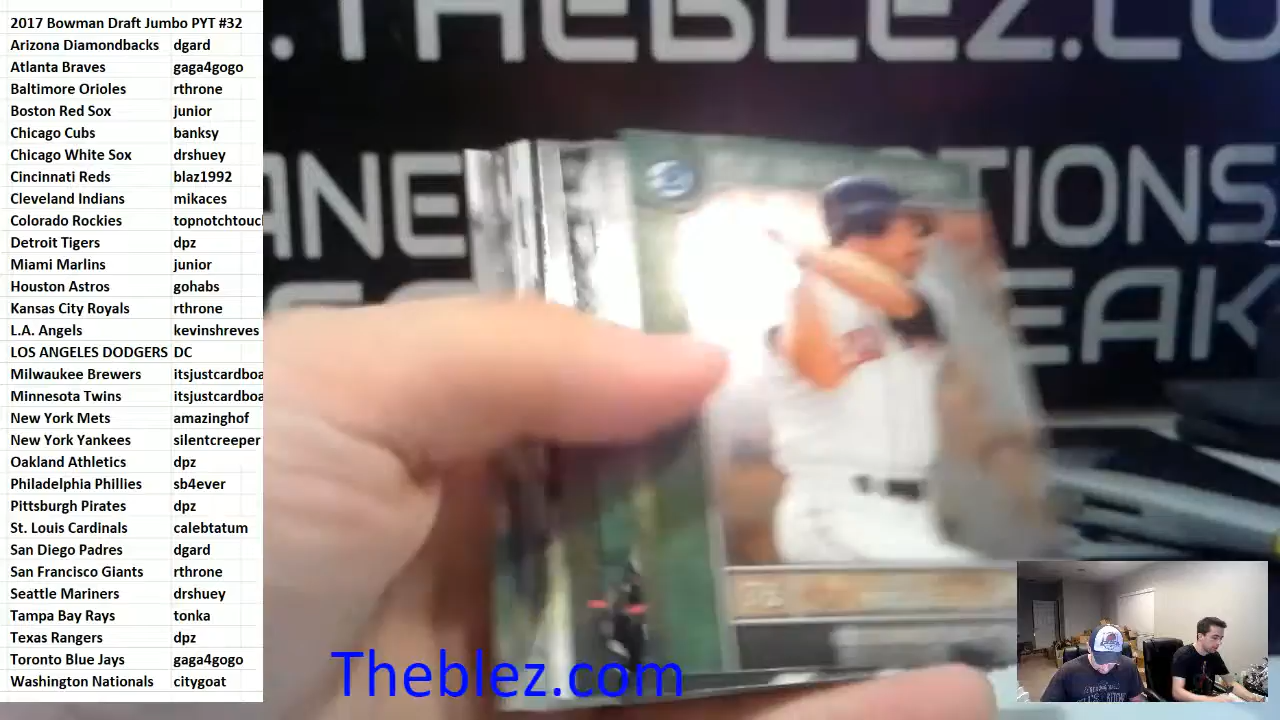 2017 Bowman Draft Jumbo PYT #32
Arizona Diamondbacks dgard
Atlanta Braves gaga4gogo
Baltimore Orioles rthrone
Boston Red Sox junior
Chicago Cubs banksy
Chicago White Sox drshuey
Cincinnati Reds blaz1992
Cleveland Indians mikaces
Colorado Rockies topnotchtouc
Detroit Tigers dpz
Miami Marlins junior
Houston Astros gohabs
Kansas City Royals rthrone
L.A. Angels kevinshreves
LOS ANGELES DODGERS DC
Milwaukee Brewers itsjustcardboa
Minnesota Twins itsjustcardboa
New York Mets amazinghof
New York Yankees silentcreeper
Oakland Athletics dpz
Philadelphia Phillies sb4ever
Pittsburgh Pirates dpz
St. Louis Cardinals calebtatum
San Diego Padres dgard
San Francisco Giants rthrone
Seattle Mariners drshuey
Tampa Bay Rays tonka
Texas Rangers dpz
Toronto Blue Jays gaga4gogo
Washington Nationals citygoat
.THEBLEZ.CO
ANE
TIONS
EAK
Theblez.com